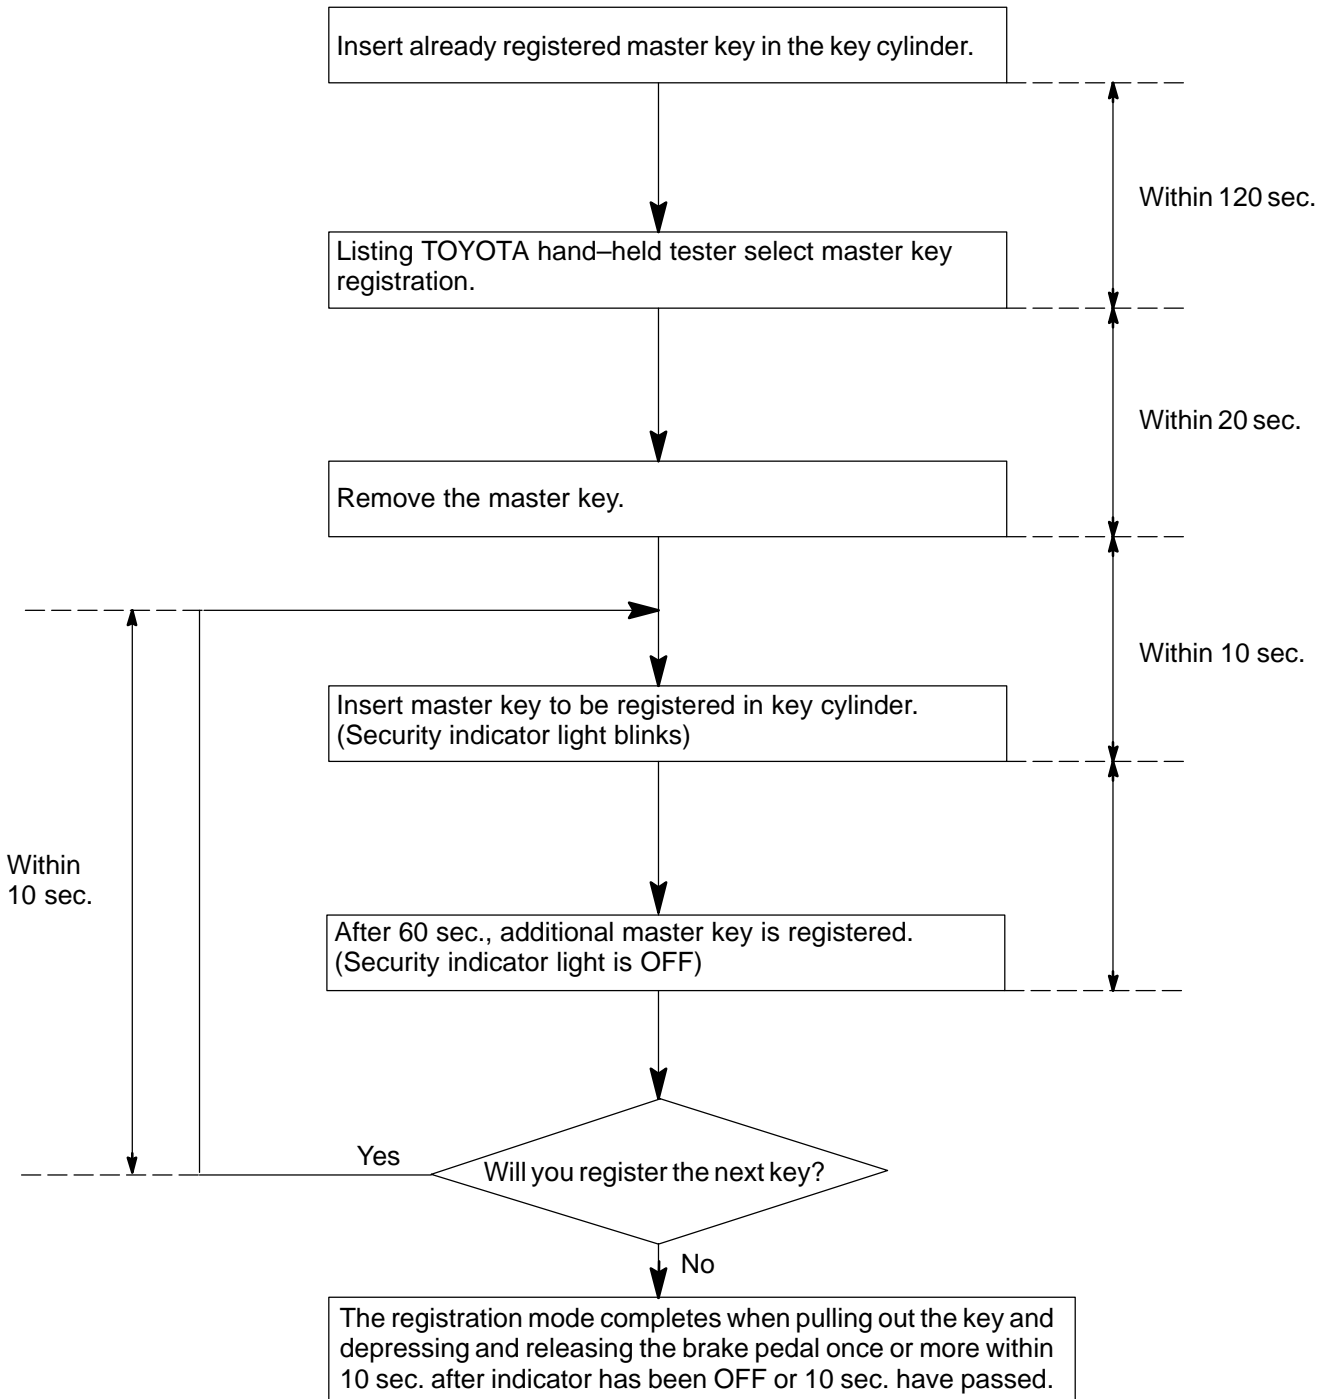 Insert already registered master key in the key cylinder.
Within 120 sec.
Listing TOYOTA hand–held tester select master key
registration.
Within 20 sec.
Remove the master key.
Within 10 sec.
Insert master key to be registered in key cylinder.
(Security indicator light blinks)
Within
10 sec.
After 60 sec., additional master key is registered.
(Security indicator light is OFF)
Yes
Will you register the next key?
No
The registration mode completes when pulling out the key and
depressing and releasing the brake pedal once or more within
10 sec. after indicator has been OFF or 10 sec. have passed.